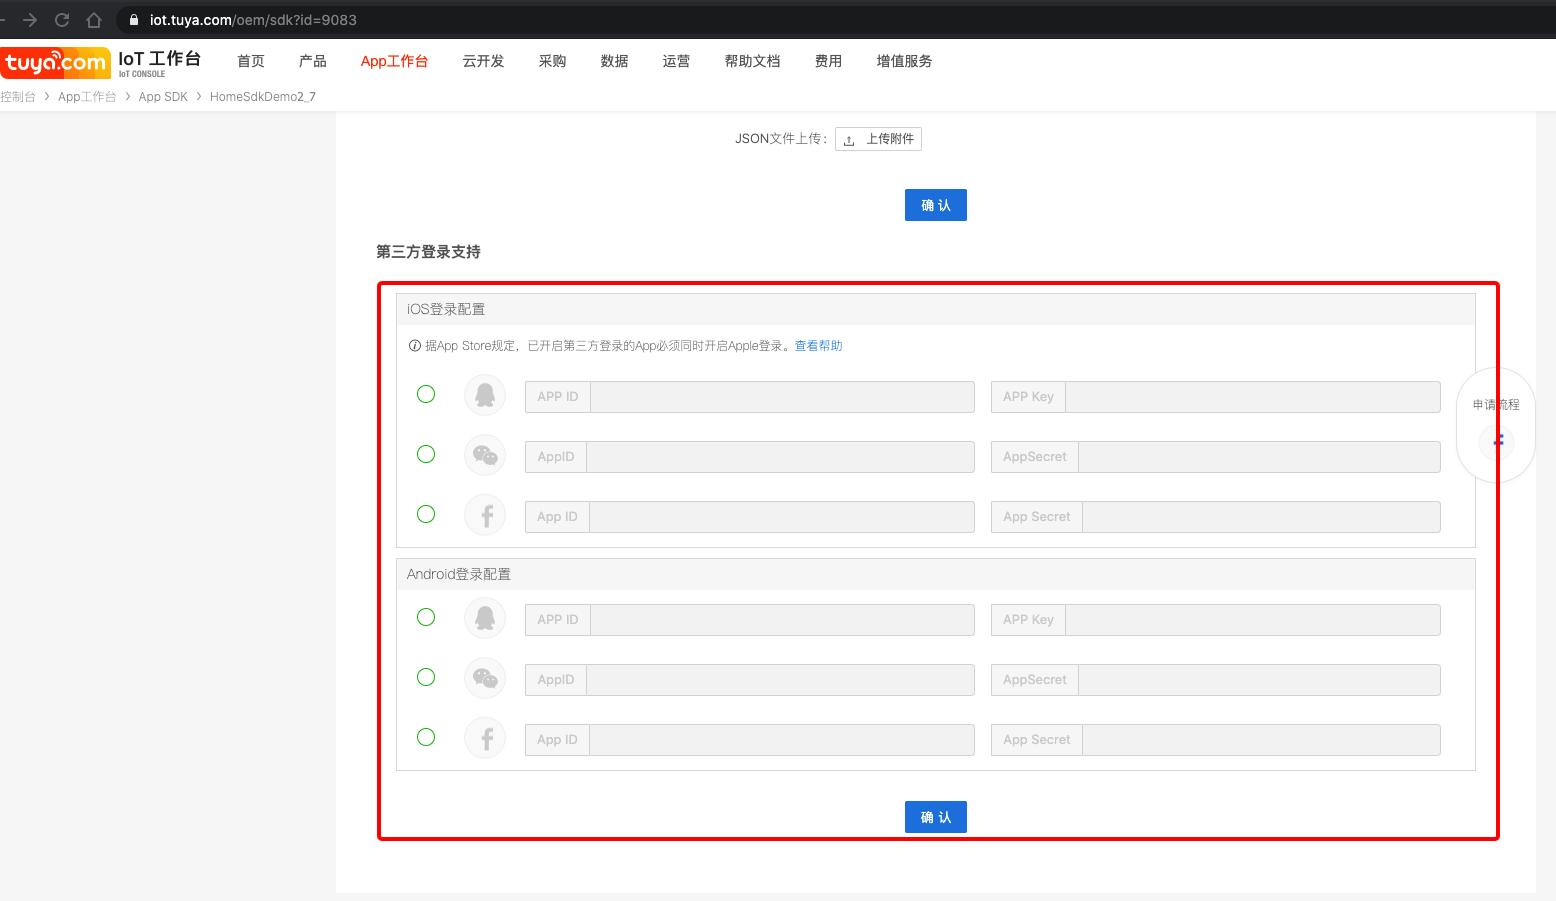 iot.tuya.com/oem/sdk?id=9083
tuya.com IoT 工作台 首页 产品 App工作台 云开发 采购 数据 运营 帮助文档 费用 增值服务
IoT CONSOLE
控制台 > App工作台 > App SDK > HomeSdkDemo2_7
JSON文件上传: 上传附件
确 认
第三方登录支持
iOS登录配置
据App Store规定，已开启第三方登录的App必须同时开启Apple登录。查看帮助
APP ID APP Key
申请流程
AppID AppSecret
App ID App Secret
Android登录配置
APP ID APP Key
AppID AppSecret
App ID App Secret
确 认